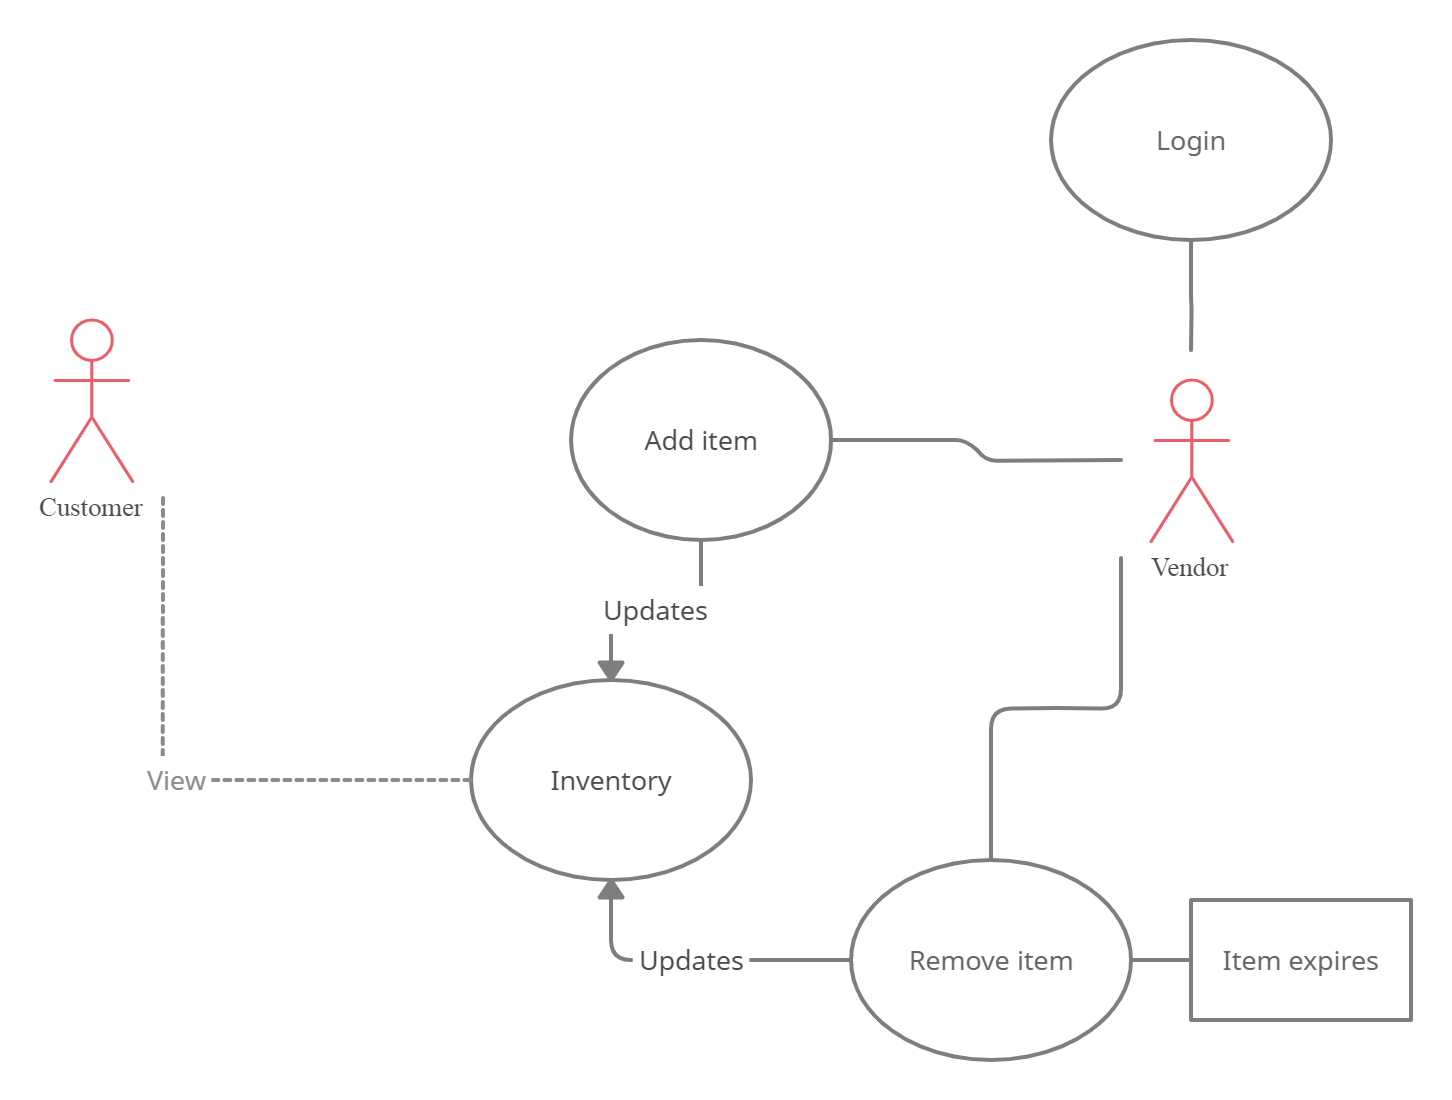 Login
Customer
Add item
Vendor
Updates
View
Inventory
Updates
Remove item
Item expires